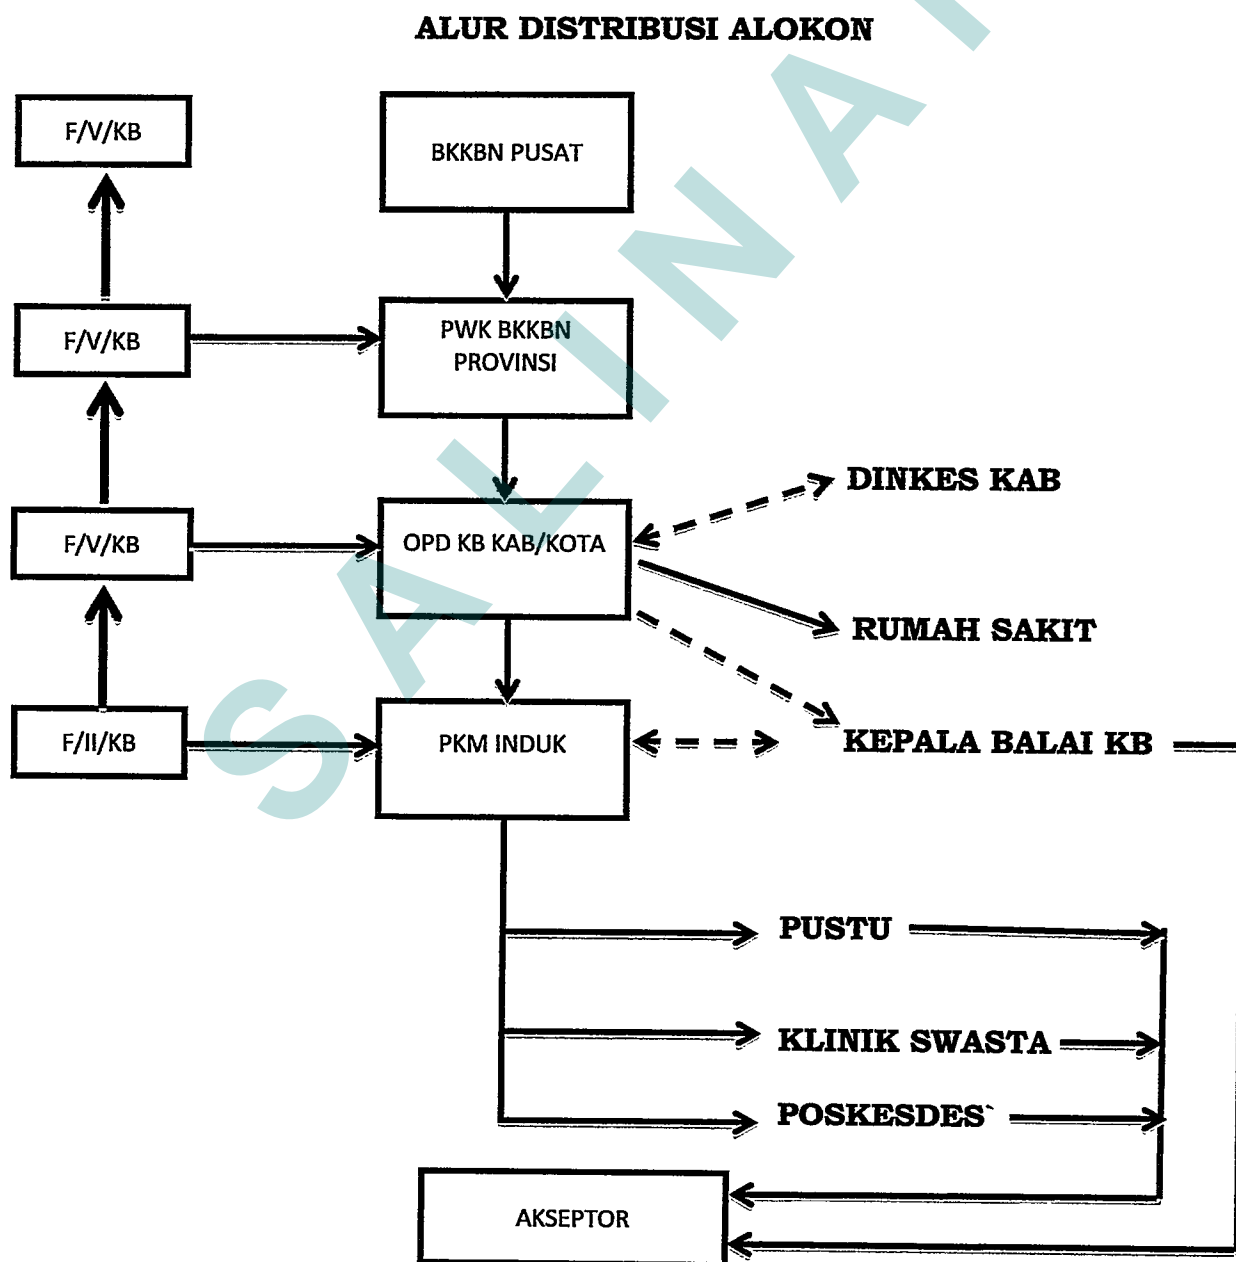 ALUR DISTRIBUSI ALOKON
F/V/KB
BKKBN PUSAT
F/V/KB
PWK BKKBN
PROVINSI
DINKES KAB
F/V/KB
OPD KB KAB/KOTA
RUMAH SAKIT
F/II/KB
PKM INDUK
KEPALA BALAI KB
PUSTU
KLINIK SWASTA
POSKESDES`
AKSEPTOR
SALINAN